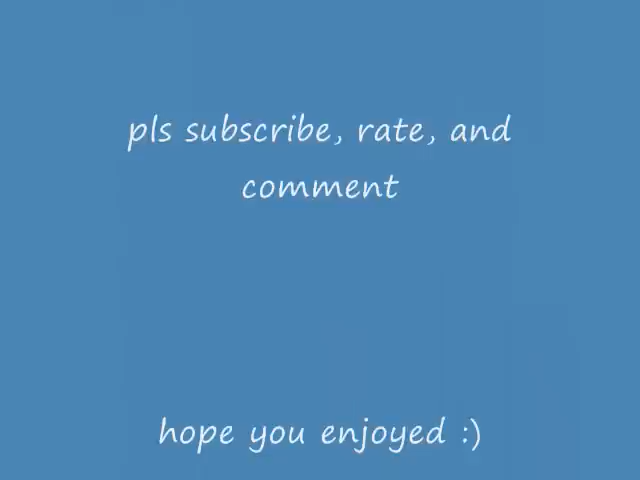 pls subscribe, rate, and
comment
hope you enjoyed :)